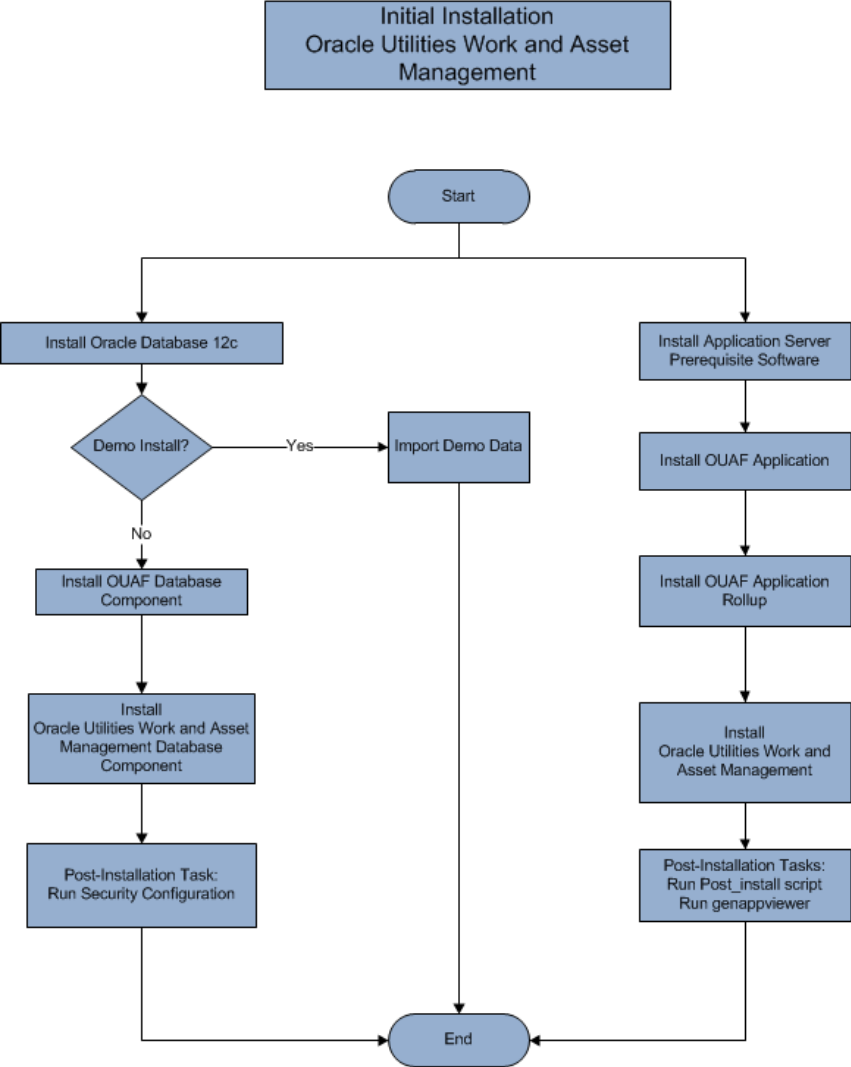 Initial Installation
Oracle Utilities Work and Asset
Management
Start
Install Oracle Database 12c
Install Application Server
Prerequisite Software
Demo Install?
Yes
Import Demo Data
Install OUAF Application
No
Install OUAF Database
Component
Install OUAF Application
Rollup
Install
Oracle Utilities Work and Asset
Management Database
Component
Install
Oracle Utilities Work and
Asset Management
Post-Installation Task:
Run Security Configuration
Post-Installation Tasks:
Run Post_install script
Run genappviewer
End